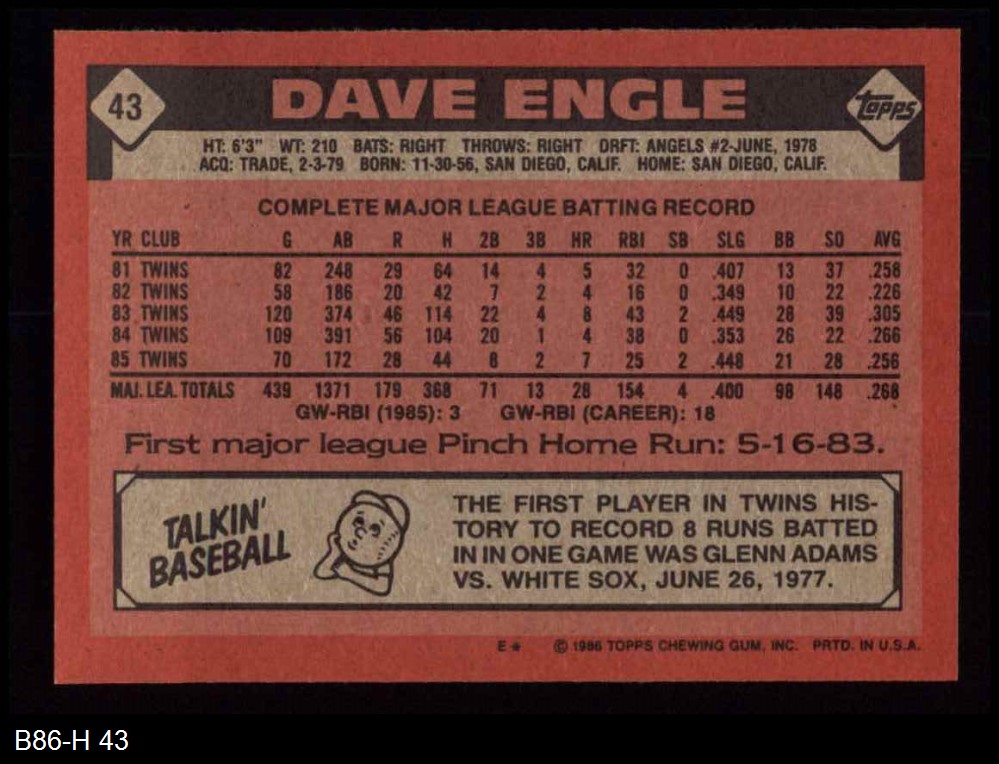 43 DAVE ENGLE topps
HT: 6'3" WT: 210 BATS: RIGHT THROWS: RIGHT DRFT: ANGELS #2-JUNE, 1978
ACQ: TRADE, 2-3-79 BORN: 11-30-56, SAN DIEGO, CALIF. HOME: SAN DIEGO, CALIF.
COMPLETE MAJOR LEAGUE BATTING RECORD
YR CLUB G AB R H 2B 3B HR RBI SB SLG BB SO AVG
81 TWINS 82 248 29 64 14 4 5 32 0 .407 13 37 .258
82 TWINS 58 186 20 42 7 2 4 16 0 .349 10 22 .226
83 TWINS 120 374 46 114 22 4 8 43 2 .449 28 39 .305
84 TWINS 109 391 56 104 20 1 4 38 0 .353 26 22 .266
85 TWINS 70 172 28 44 8 2 7 25 2 .448 21 28 .256
MAJ. LEA. TOTALS 439 1371 179 368 71 13 28 154 4 .400 98 148 .268
GW-RBI (1985): 3 GW-RBI (CAREER): 18
First major league Pinch Home Run: 5-16-83.
TALKIN'
BASEBALL
THE FIRST PLAYER IN TWINS HIS-
TORY TO RECORD 8 RUNS BATTED
IN IN ONE GAME WAS GLENN ADAMS
VS. WHITE SOX, JUNE 26, 1977.
E* © 1986 TOPPS CHEWING GUM, INC. PRTD. IN U.S.A.
B86-H 43